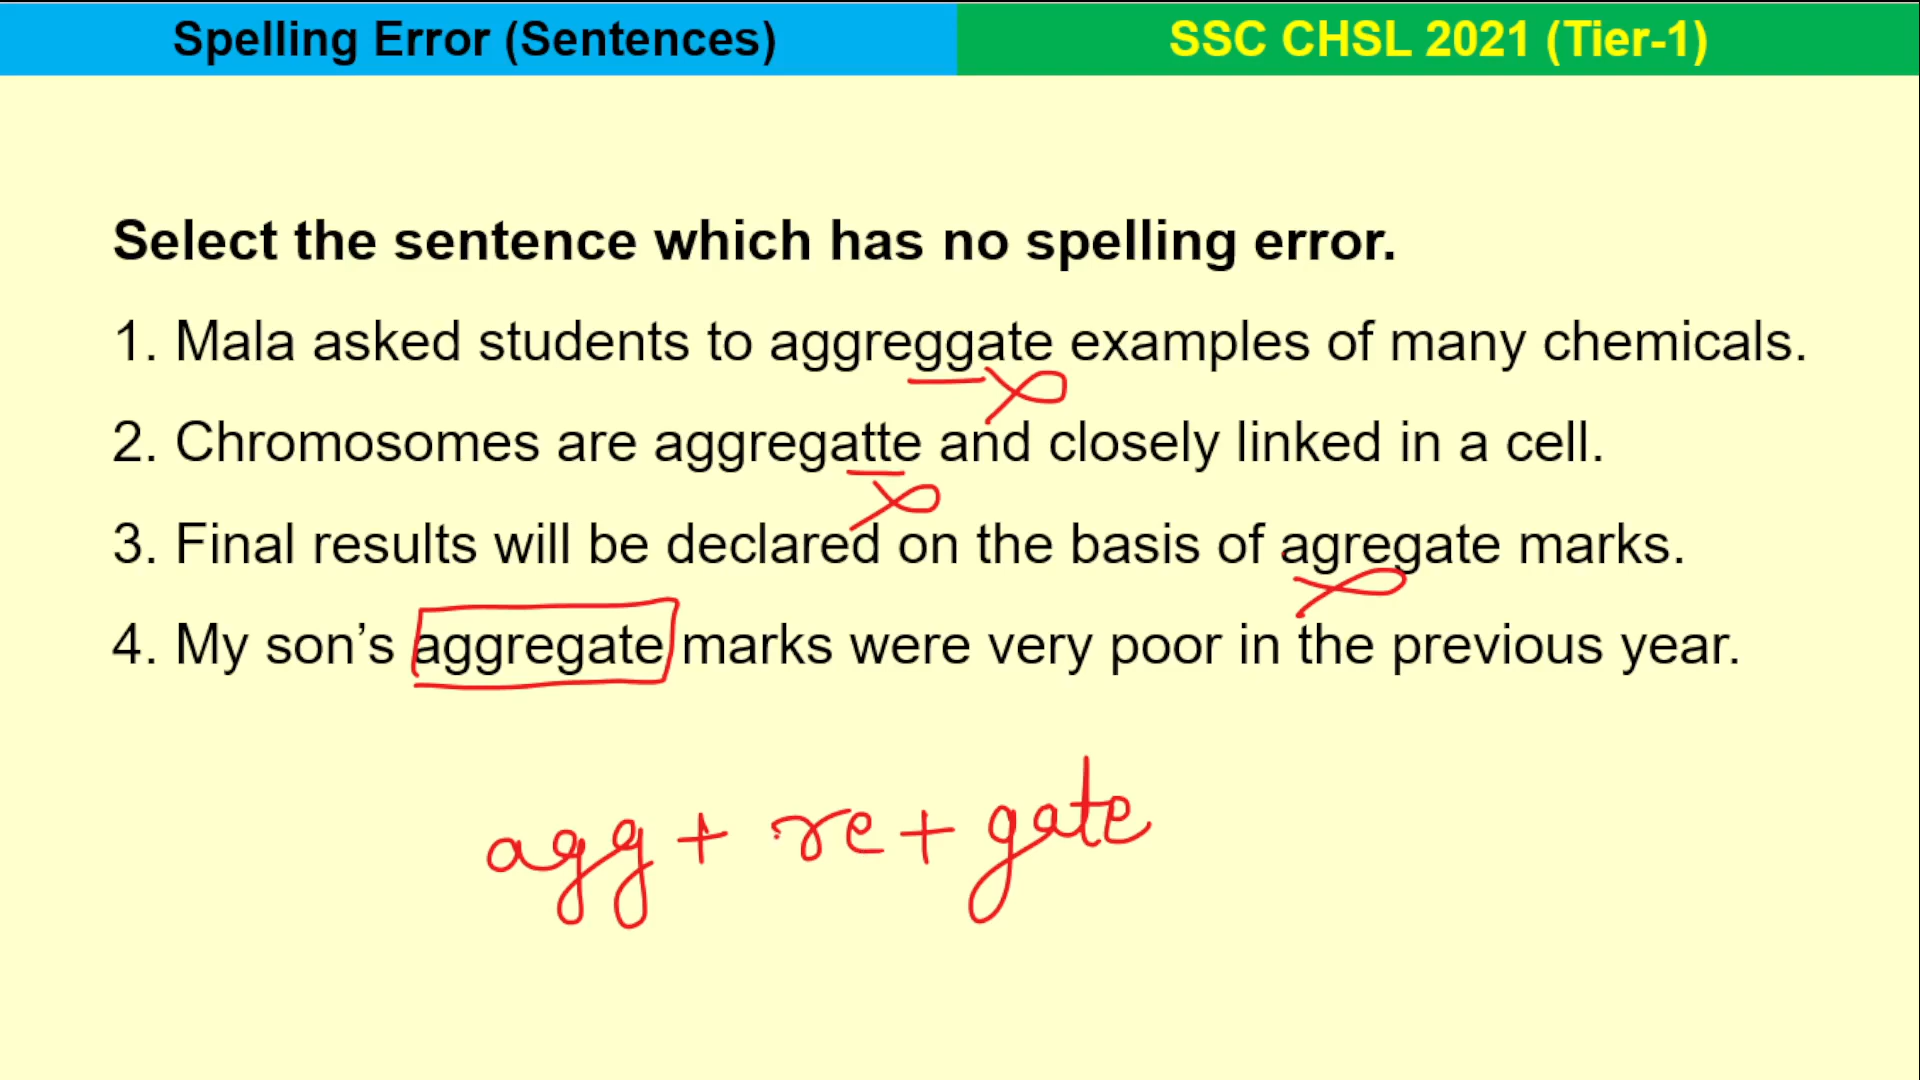 Spelling Error (Sentences) SSC CHSL 2021 (Tier-1)
Select the sentence which has no spelling error.
1. Mala asked students to aggreggate examples of many chemicals.
2. Chromosomes are aggregatte and closely linked in a cell.
3. Final results will be declared on the basis of agregate marks.
4. My son’s aggregate marks were very poor in the previous year.
agg + re + gate